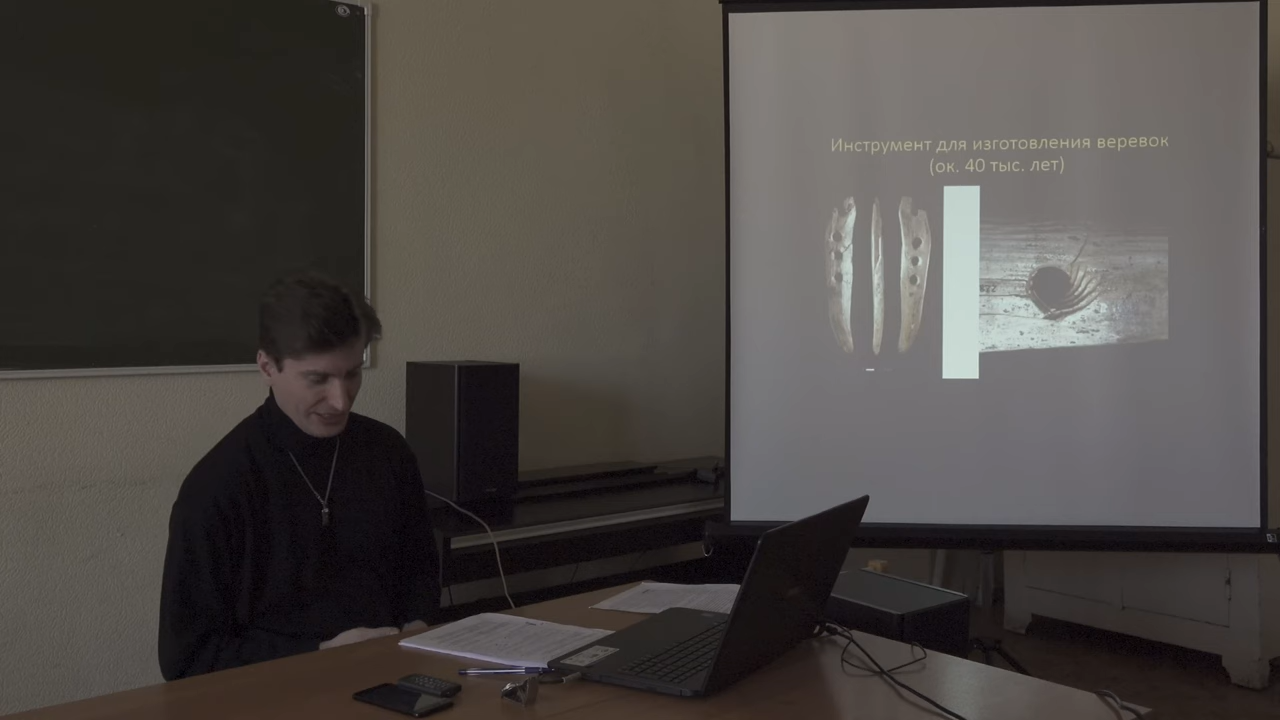 Инструмент для изготовления веревок
(ок. 40 тыс. лет)